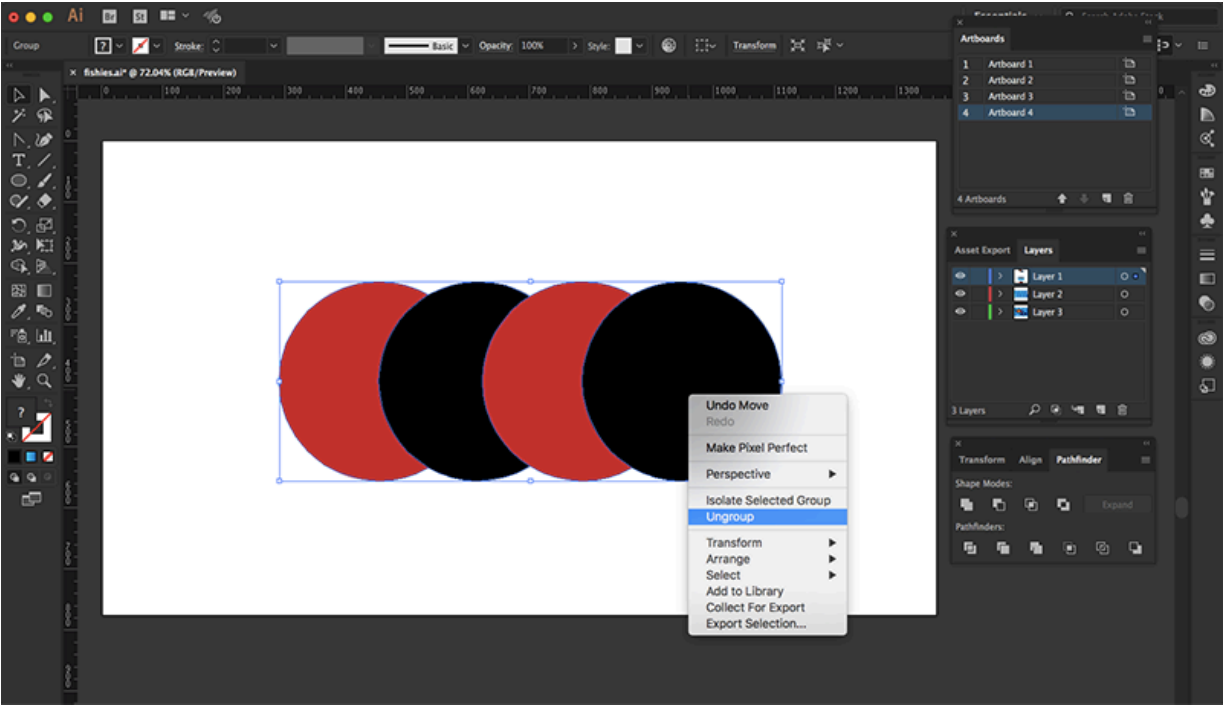 Ai Br St
Group ? Stroke: Basic Opacity: 100% Style: Transform
× fishies.ai* @ 72.04% (RGB/Preview)
0 100 200 300 400 500 600 700 800 900 1000 1100 1200 1300
Artboards
1 Artboard 1
2 Artboard 2
3 Artboard 3
4 Artboard 4
4 Artboards
Asset Export Layers
Layer 1
Layer 2
Layer 3
3 Layers
Transform Align Pathfinder
Shape Modes:
Expand
Pathfinders:
Undo Move
Redo
Make Pixel Perfect
Perspective
Isolate Selected Group
Ungroup
Transform
Arrange
Select
Add to Library
Collect For Export
Export Selection...